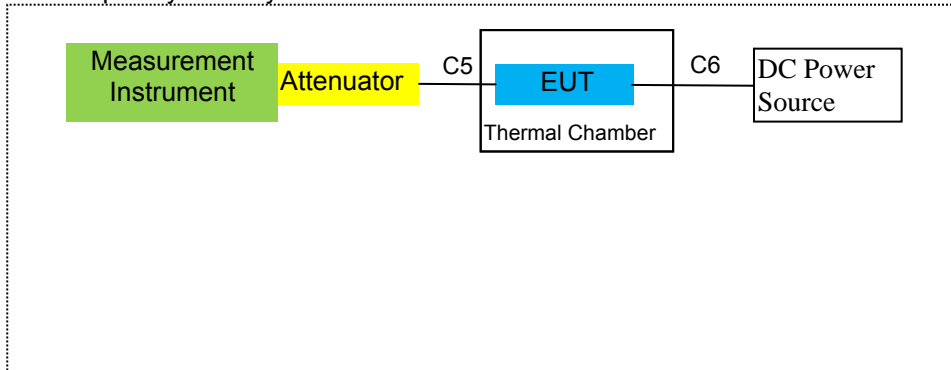 Measurement
Instrument
Attenuator
C5
EUT
Thermal Chamber
C6
DC Power
Source